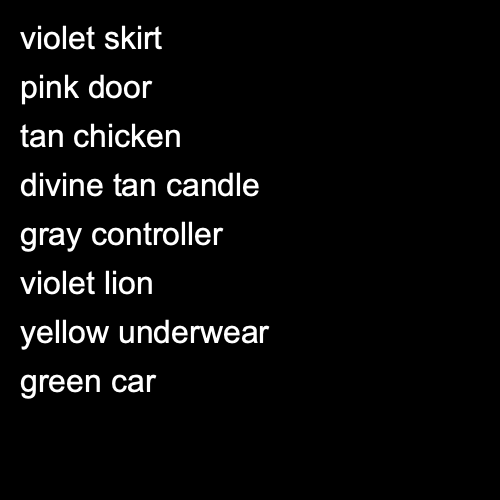 violet skirt
pink door
tan chicken
divine tan candle
gray controller
violet lion
yellow underwear
green car